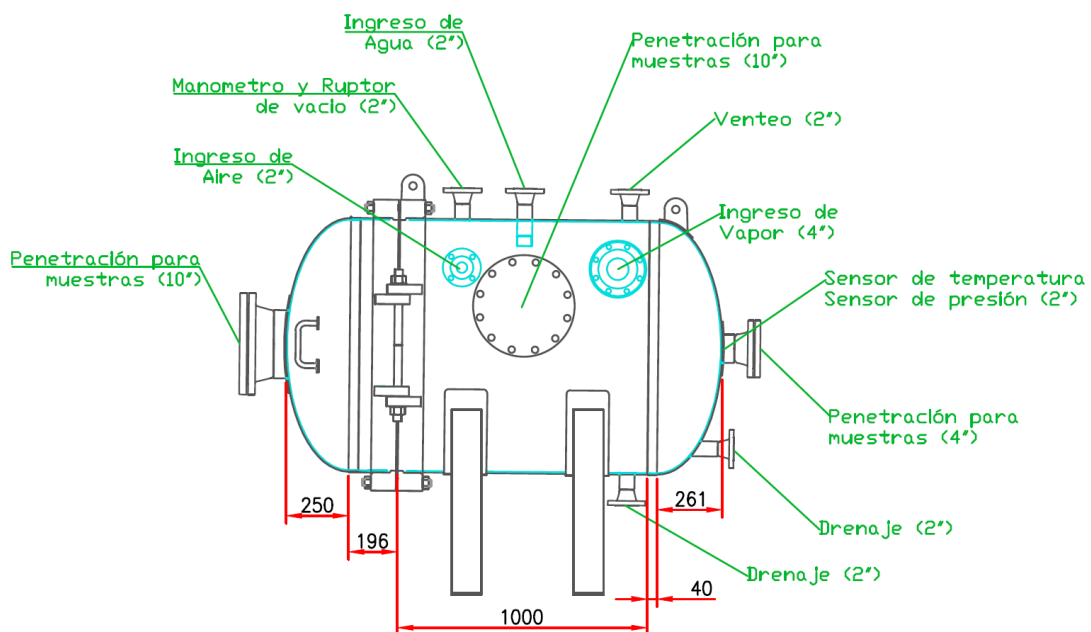 Ingreso de
Agua (2")
Penetración para
muestras (10")
Manometro y Ruptor
de vacio (2")
Venteo (2")
Ingreso de
Aire (2")
Ingreso de
Vapor (4")
Penetración para
muestras (10")
Sensor de temperatura
Sensor de presión (2")
Penetración para
muestras (4")
250
261
196
Drenaje (2")
Drenaje (2")
40
1000